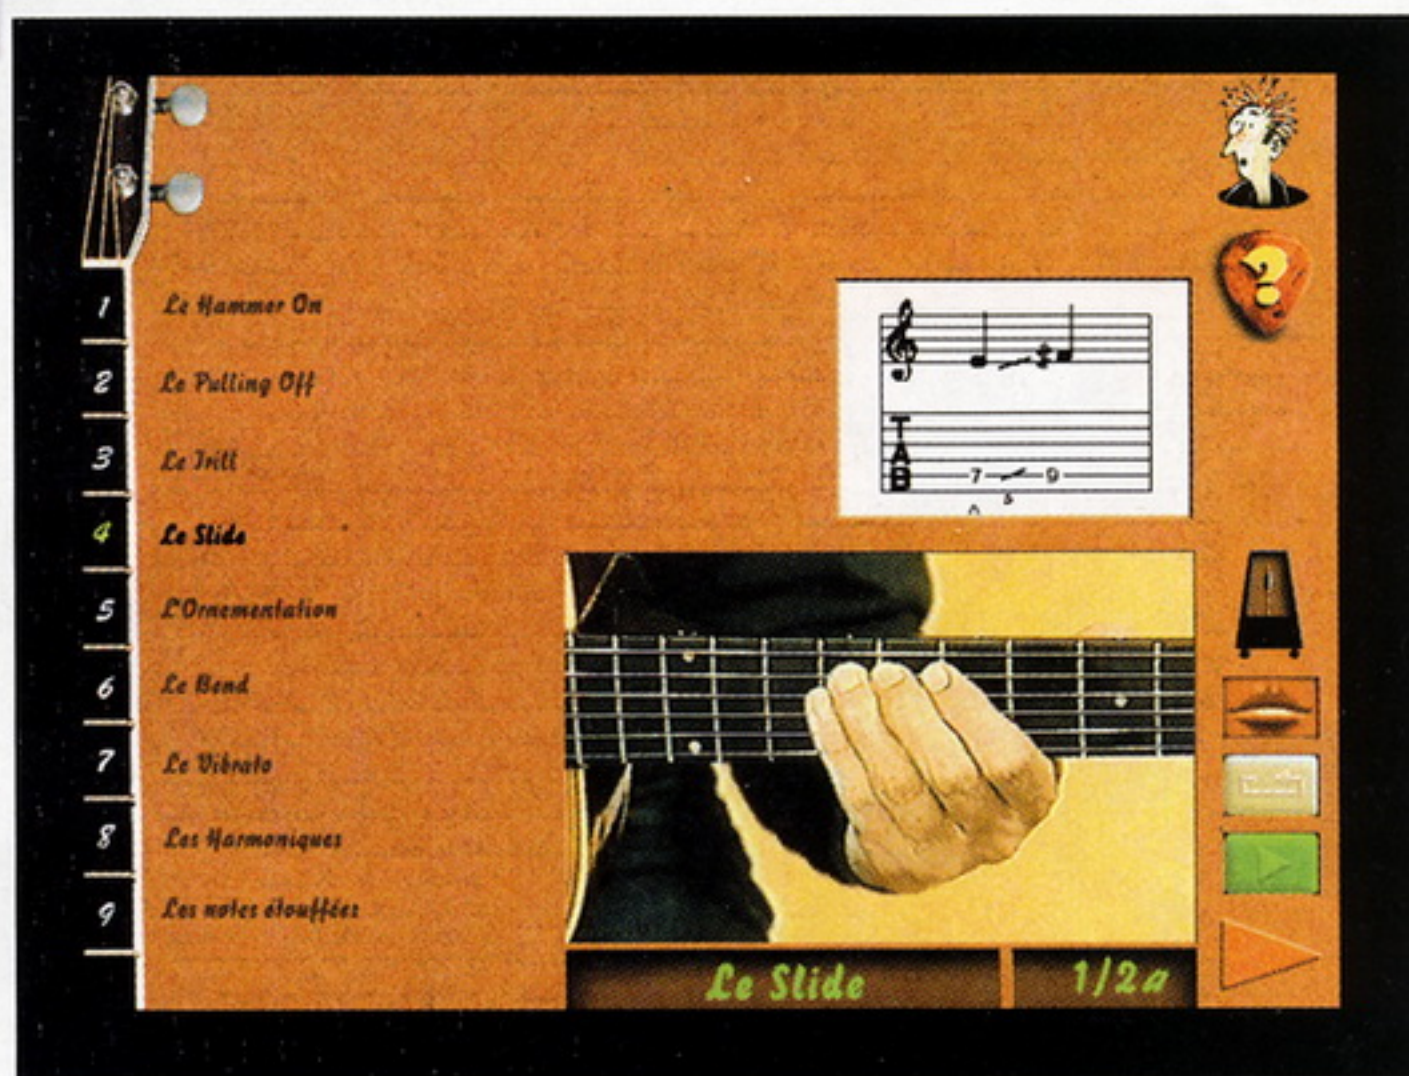 1 Le Hammer On
2 Le Pulling Off
3 Le Trill
4 Le Slide
5 L'Ornementation
6 Le Bend
7 Le Vibrato
8 Les Harmoniques
9 Les notes étouffées
?
T
A
B
7 9
s
Le Slide 1/2a